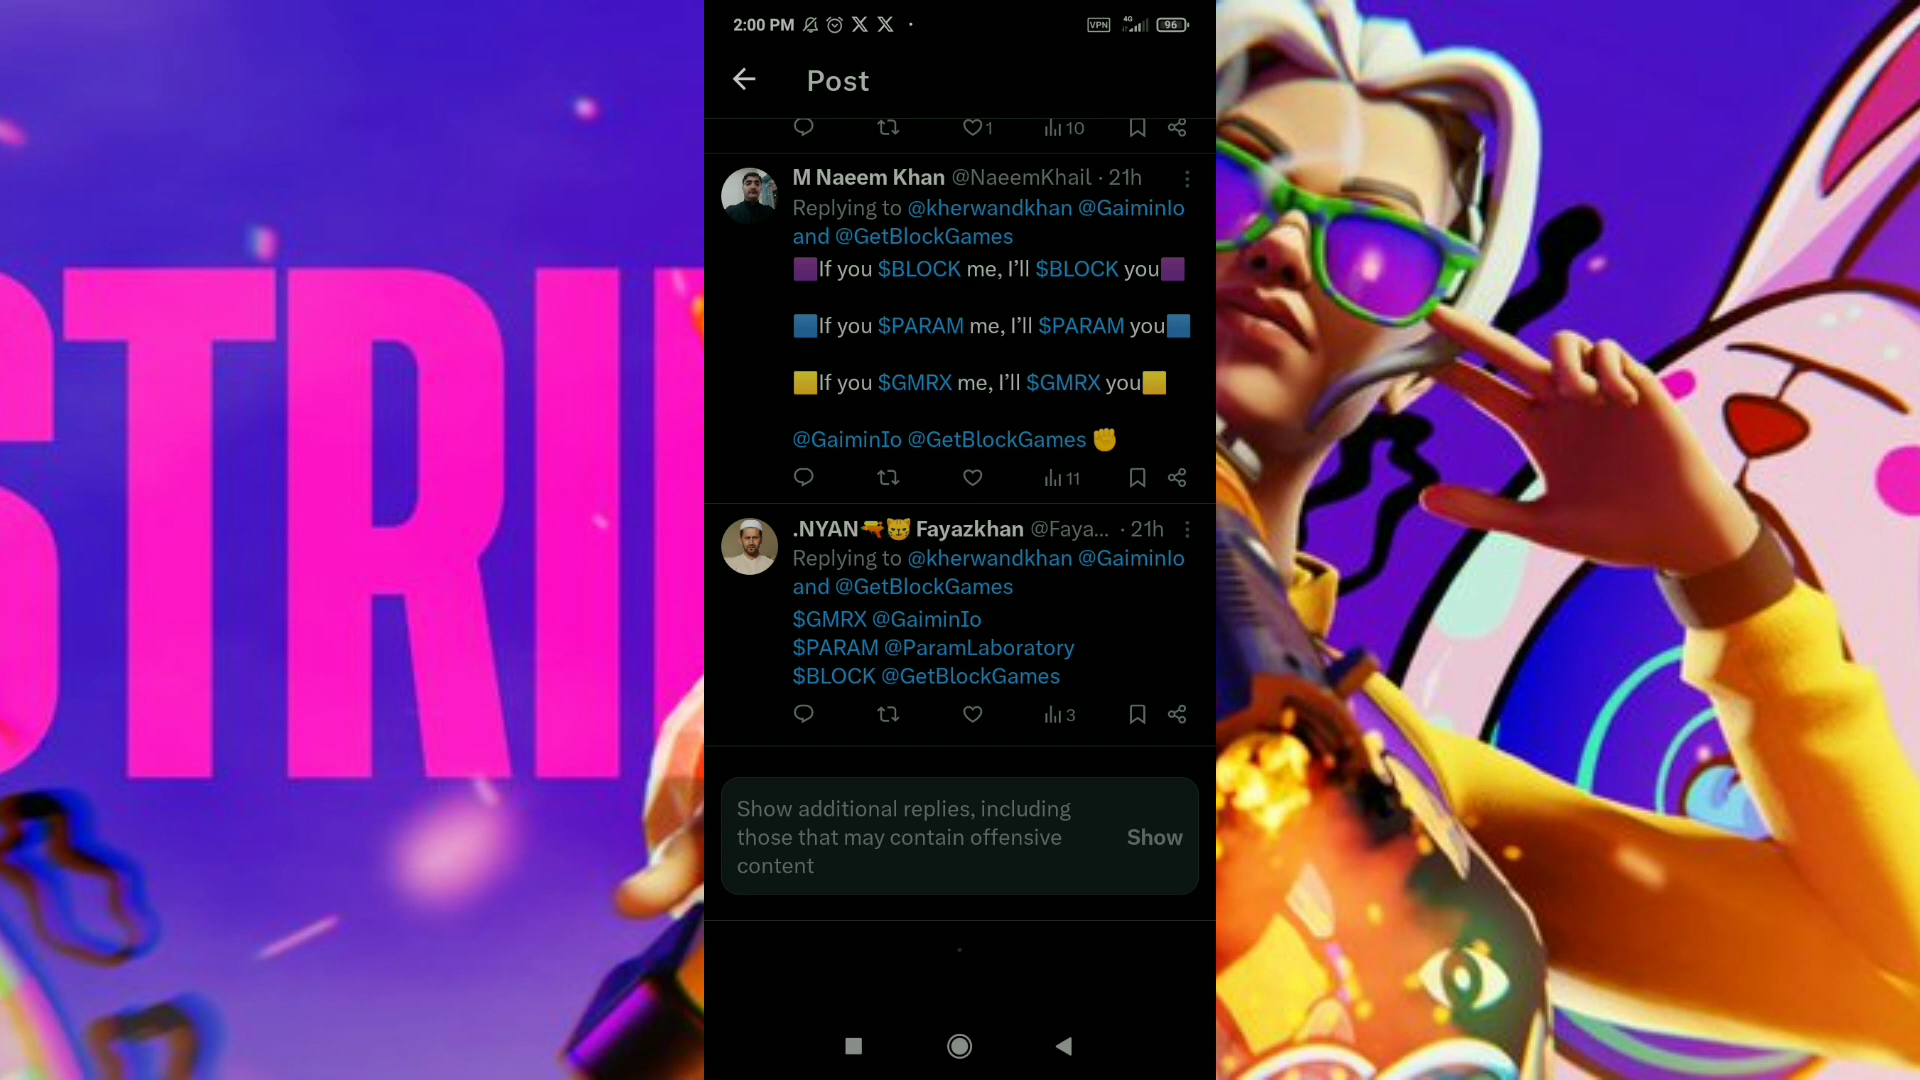 2:00 PM
VPN
4G
96
Post
1
10
M Naeem Khan @NaeemKhail · 21h
Replying to @kherwandkhan @GaiminIo
and @GetBlockGames
If you $BLOCK me, I'll $BLOCK you
If you $PARAM me, I'll $PARAM you
If you $GMRX me, I'll $GMRX you
@GaiminIo @GetBlockGames ✊
11
.NYAN🔫😼 Fayazkhan @Faya... · 21h
Replying to @kherwandkhan @GaiminIo
and @GetBlockGames
$GMRX @GaiminIo
$PARAM @ParamLaboratory
$BLOCK @GetBlockGames
3
Show additional replies, including
those that may contain offensive
content
Show
STRI